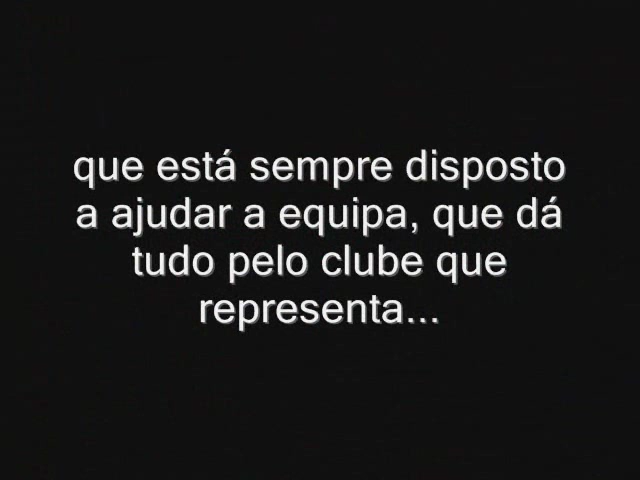 que está sempre disposto
a ajudar a equipa, que dá
tudo pelo clube que
representa...